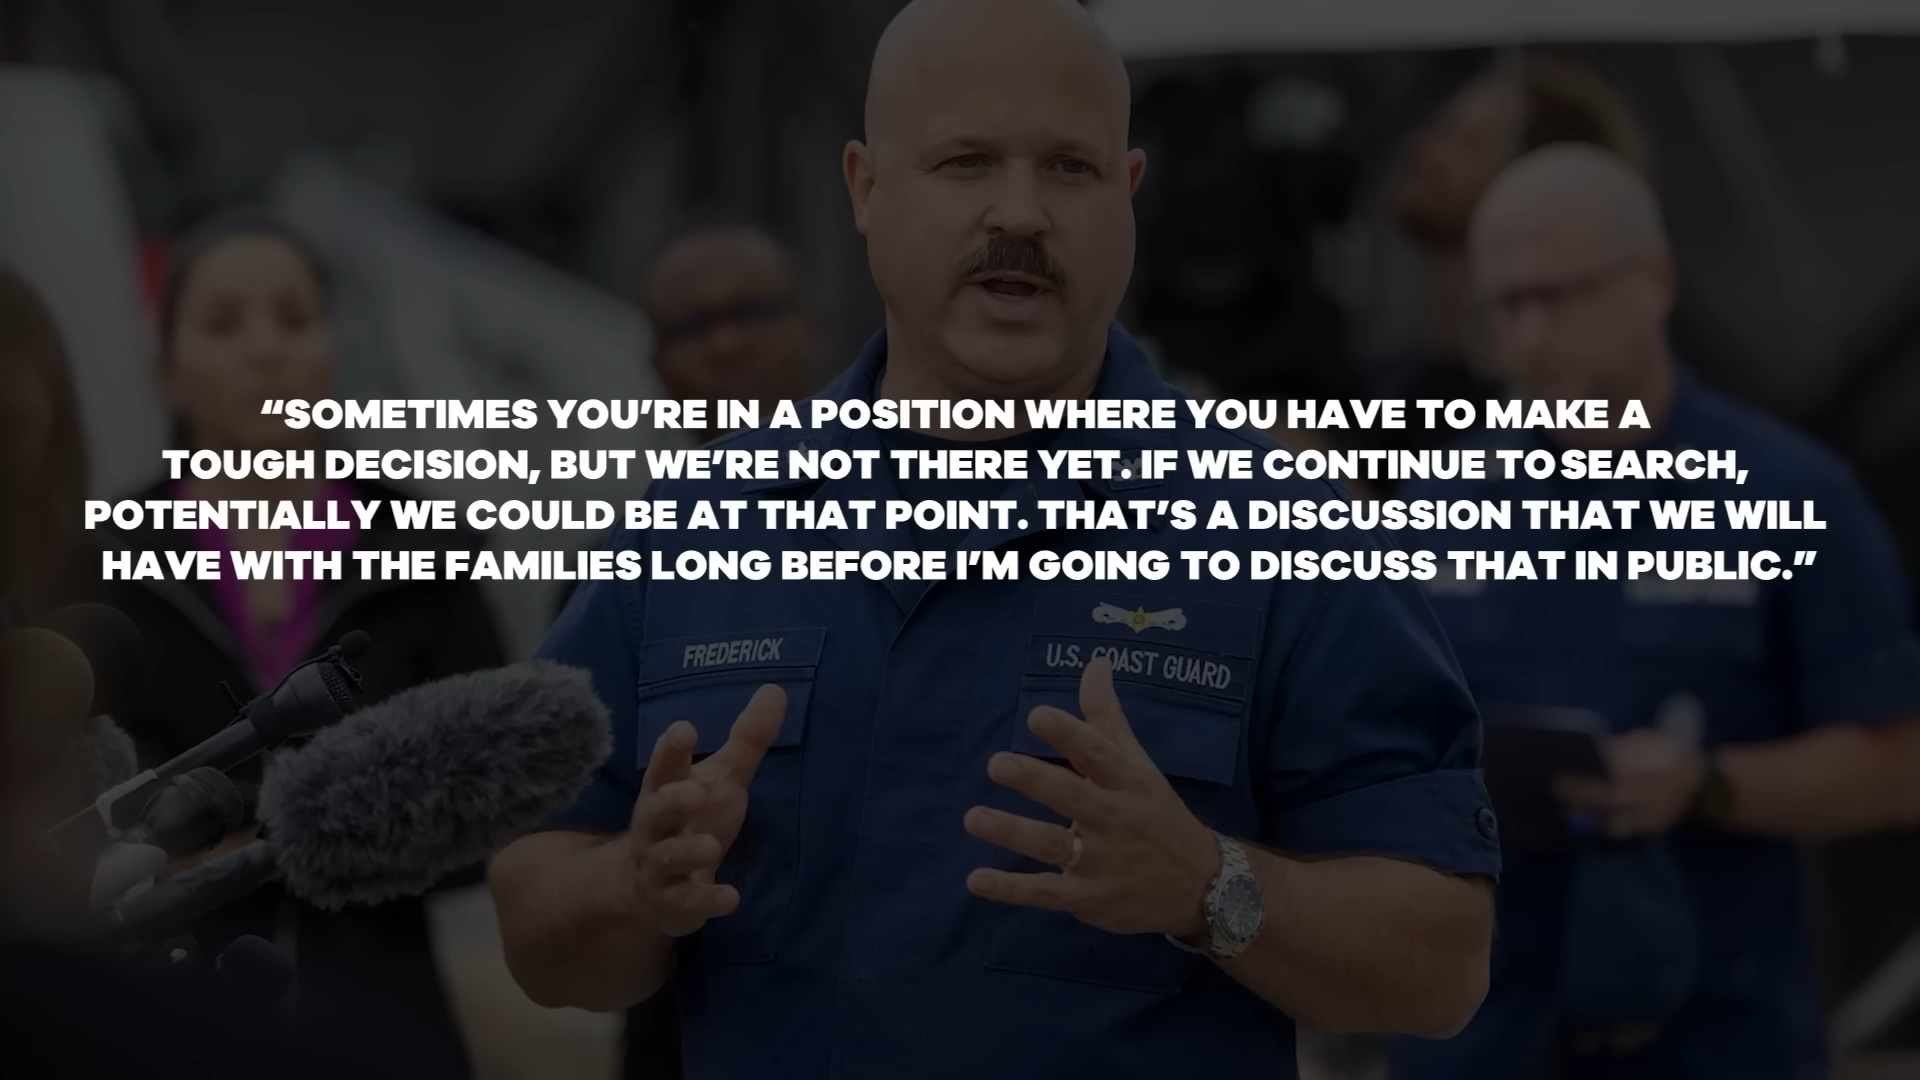 “SOMETIMES YOU’RE IN A POSITION WHERE YOU HAVE TO MAKE A
TOUGH DECISION, BUT WE’RE NOT THERE YET. IF WE CONTINUE TO SEARCH,
POTENTIALLY WE COULD BE AT THAT POINT. THAT’S A DISCUSSION THAT WE WILL
HAVE WITH THE FAMILIES LONG BEFORE I’M GOING TO DISCUSS THAT IN PUBLIC.”
FREDERICK
U.S. COAST GUARD